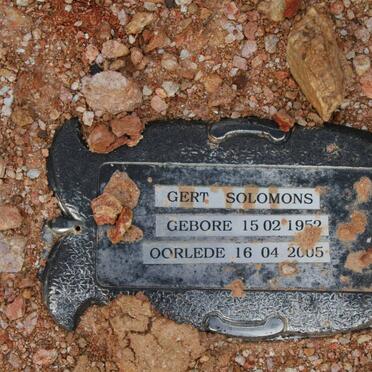 GERT SOLOMONS
GEBORE 15 02 1952
OORLEDE 16 04 2005